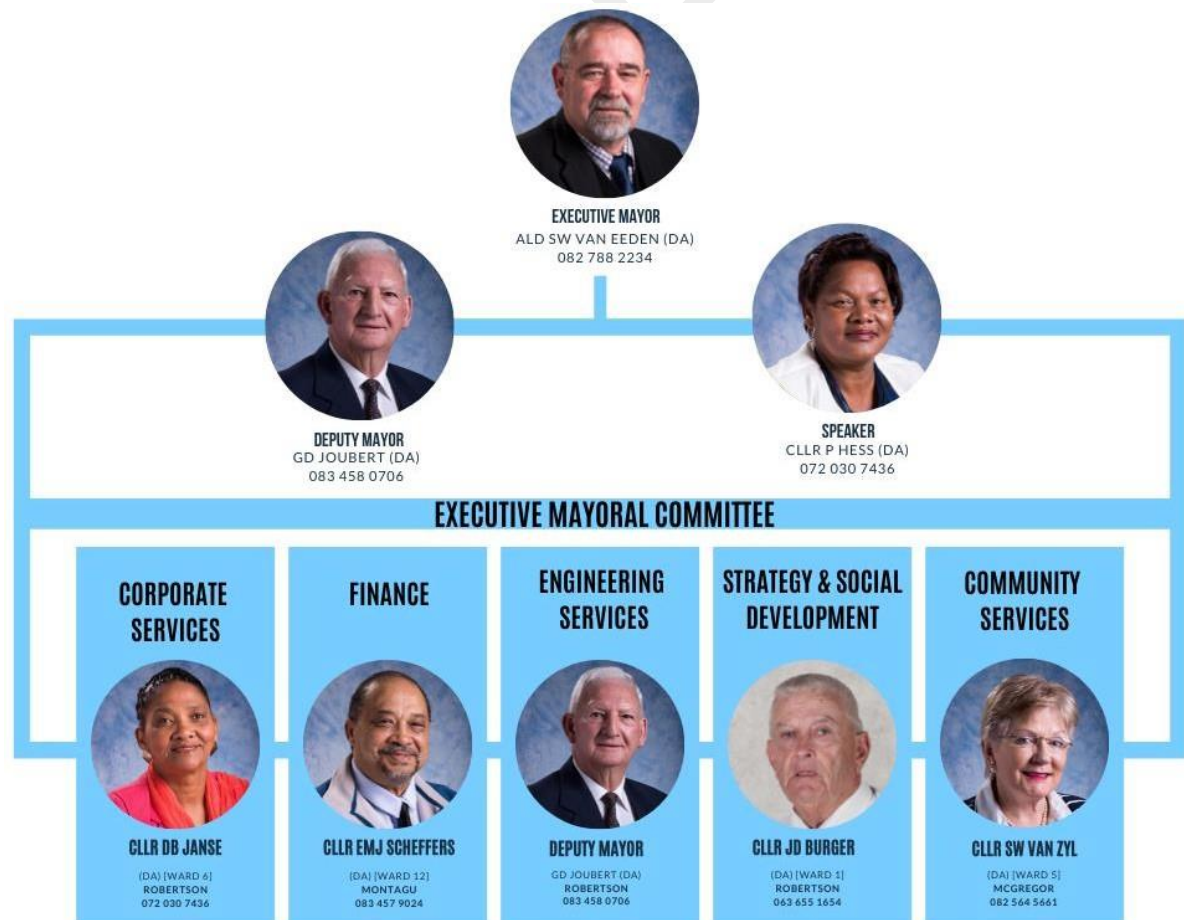 EXECUTIVE MAYOR
ALD SW VAN EEDEN (DA)
082 788 2234
DEPUTY MAYOR
GD JOUBERT (DA)
083 458 0706
SPEAKER
CLLR P HESS (DA)
072 030 7436
EXECUTIVE MAYORAL COMMITTEE
CORPORATE
SERVICES
CLLR DB JANSE
(DA) [WARD 6]
ROBERTSON
072 030 7436
FINANCE
CLLR EMJ SCHEFFERS
(DA) [WARD 12]
MONTAGU
083 457 9024
ENGINEERING
SERVICES
DEPUTY MAYOR
GD JOUBERT (DA)
ROBERTSON
083 458 0706
STRATEGY & SOCIAL
DEVELOPMENT
CLLR JD BURGER
(DA) [WARD 1]
ROBERTSON
063 655 1654
COMMUNITY
SERVICES
CLLR SW VAN ZYL
(DA) [WARD 5]
MCGREGOR
082 564 5661